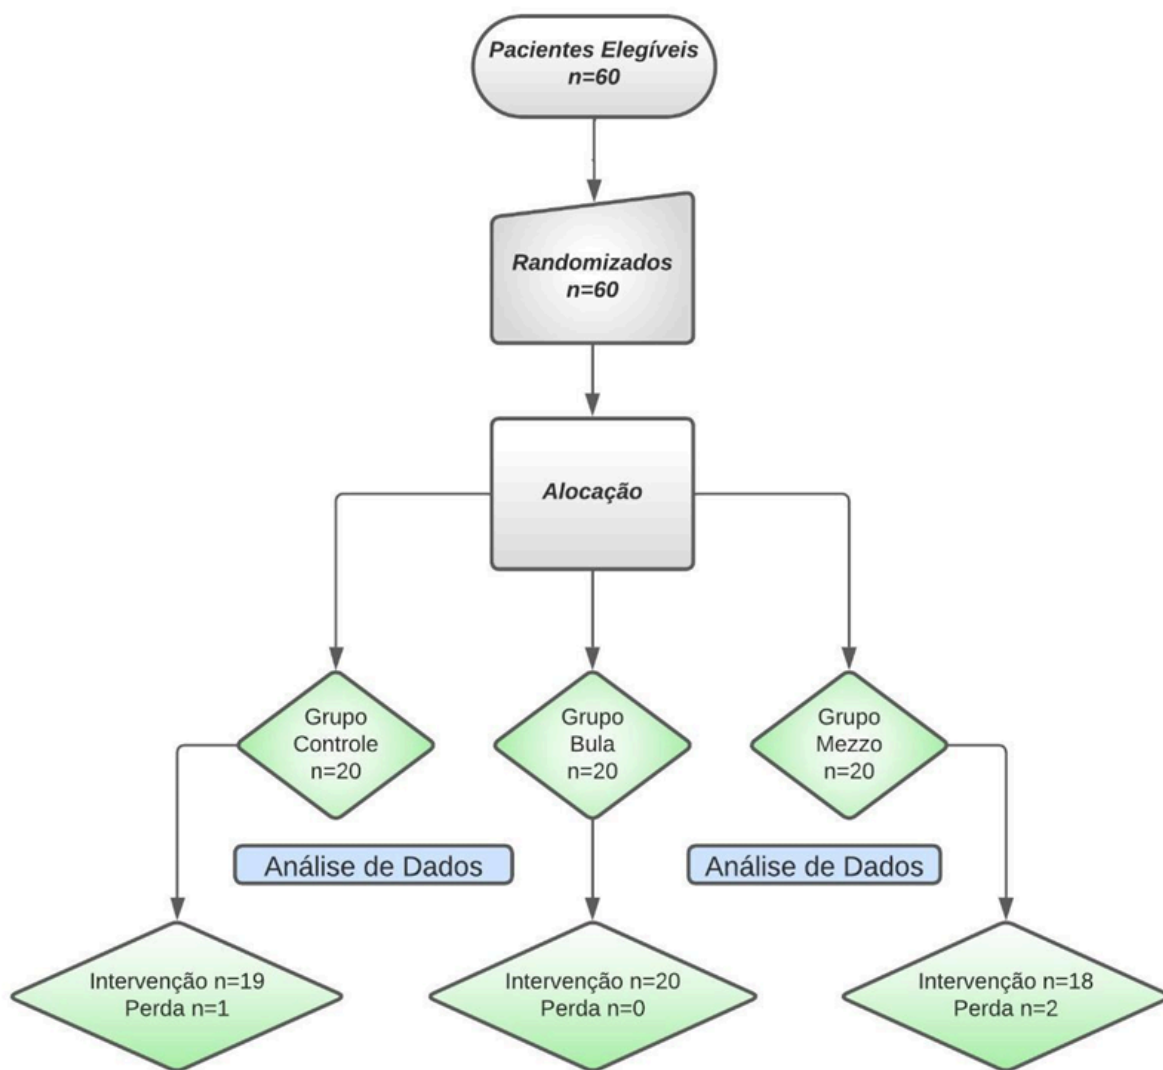 Pacientes Elegíveis
n=60
Randomizados
n=60
Alocação
Grupo
Controle
n=20
Grupo
Bula
n=20
Grupo
Mezzo
n=20
Análise de Dados
Análise de Dados
Intervenção n=19
Perda n=1
Intervenção n=20
Perda n=0
Intervenção n=18
Perda n=2